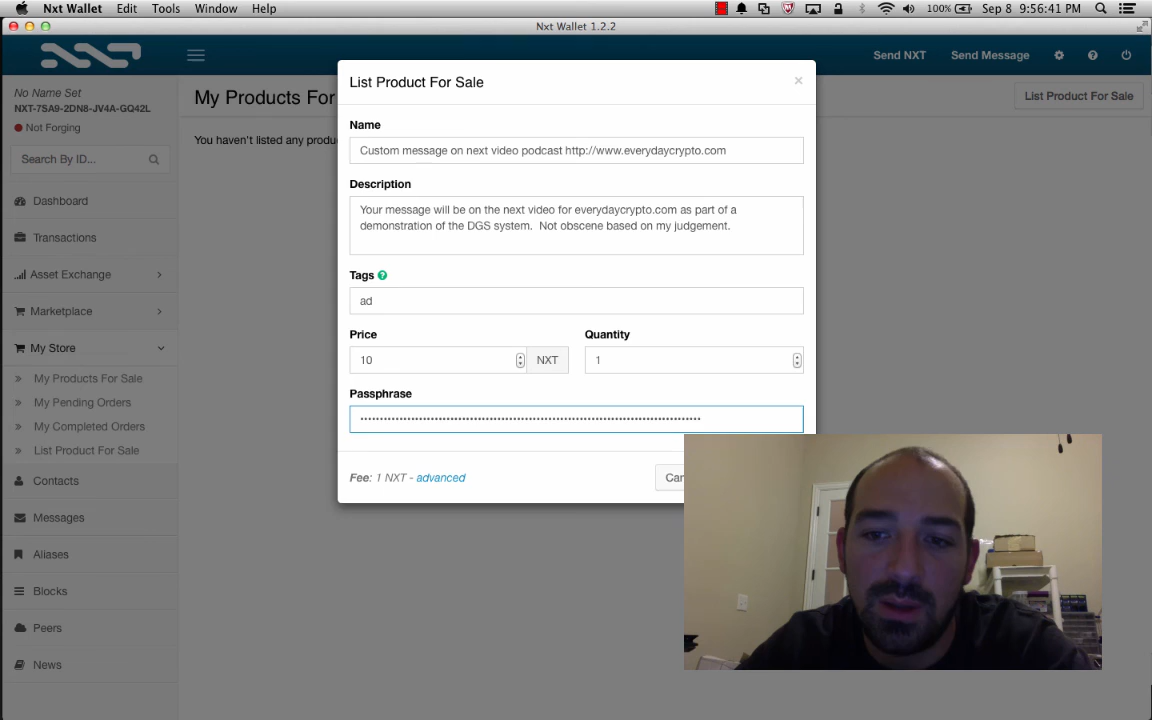 Nxt Wallet Edit Tools Window Help 100% Sep 8 9:56:41 PM
Nxt Wallet 1.2.2
NXT
Send NXT Send Message
No Name Set
NXT-7SA9-2DN8-JV4A-GQ42L
Not Forging
Search By ID...
Dashboard
Transactions
Asset Exchange
Marketplace
My Store
My Products For Sale
My Pending Orders
My Completed Orders
List Product For Sale
Contacts
Messages
Aliases
Blocks
Peers
News
My Products For
List Product For Sale
You haven't listed any produ
List Product For Sale
×
Name
Custom message on next video podcast http://www.everydaycrypto.com
Description
Your message will be on the next video for everydaycrypto.com as part of a
demonstration of the DGS system. Not obscene based on my judgement.
Tags
ad
Price Quantity
10 NXT 1
Passphrase
Fee: 1 NXT - advanced
Can